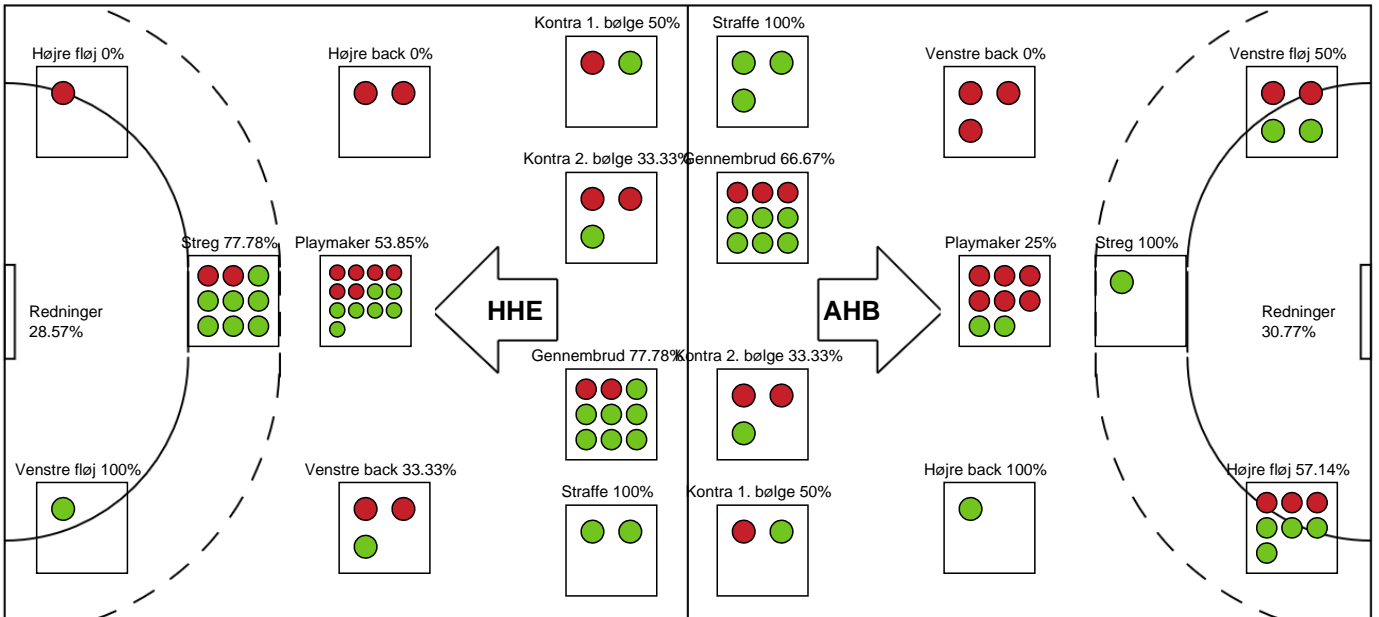 Kontra 1. bølge 50%
Straffe 100%
Højre fløj 0%
Højre back 0%
Venstre back 0%
Venstre fløj 50%
Kontra 2. bølge 33.33%
Gennembrud 66.67%
Streg 77.78%
Playmaker 53.85%
Playmaker 25%
Streg 100%
Redninger
28.57%
HHE
AHB
Redninger
30.77%
Gennembrud 77.78%
Kontra 2. bølge 33.33%
Venstre fløj 100%
Venstre back 33.33%
Højre back 100%
Højre fløj 57.14%
Straffe 100%
Kontra 1. bølge 50%